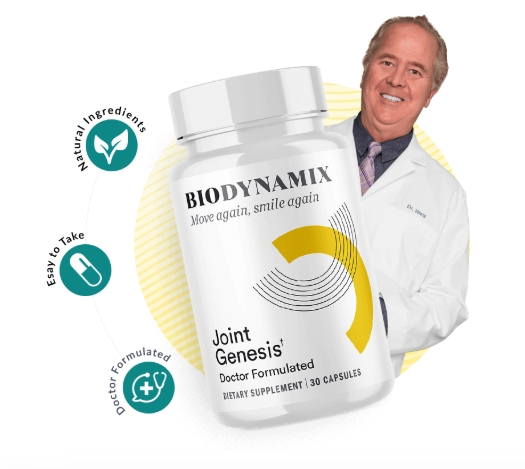 Natural Ingredients
Esay to Take
Doctor Formulated
BIODYNAMIX
Move again, smile again
Joint
Genesis†
Doctor Formulated
DIETARY SUPPLEMENT | 30 CAPSULES